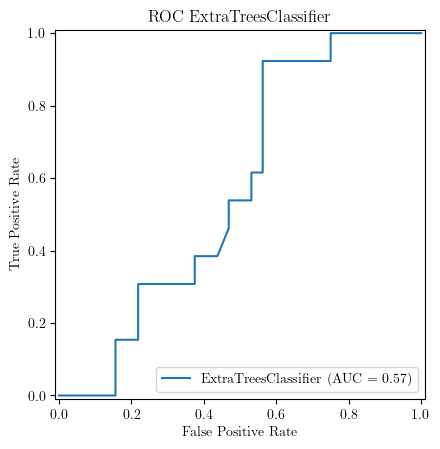 ROC ExtraTreesClassifier
1.0
0.8
0.6
0.4
0.2
0.0
True Positive Rate
ExtraTreesClassifier (AUC = 0.57)
0.0 0.2 0.4 0.6 0.8 1.0
False Positive Rate